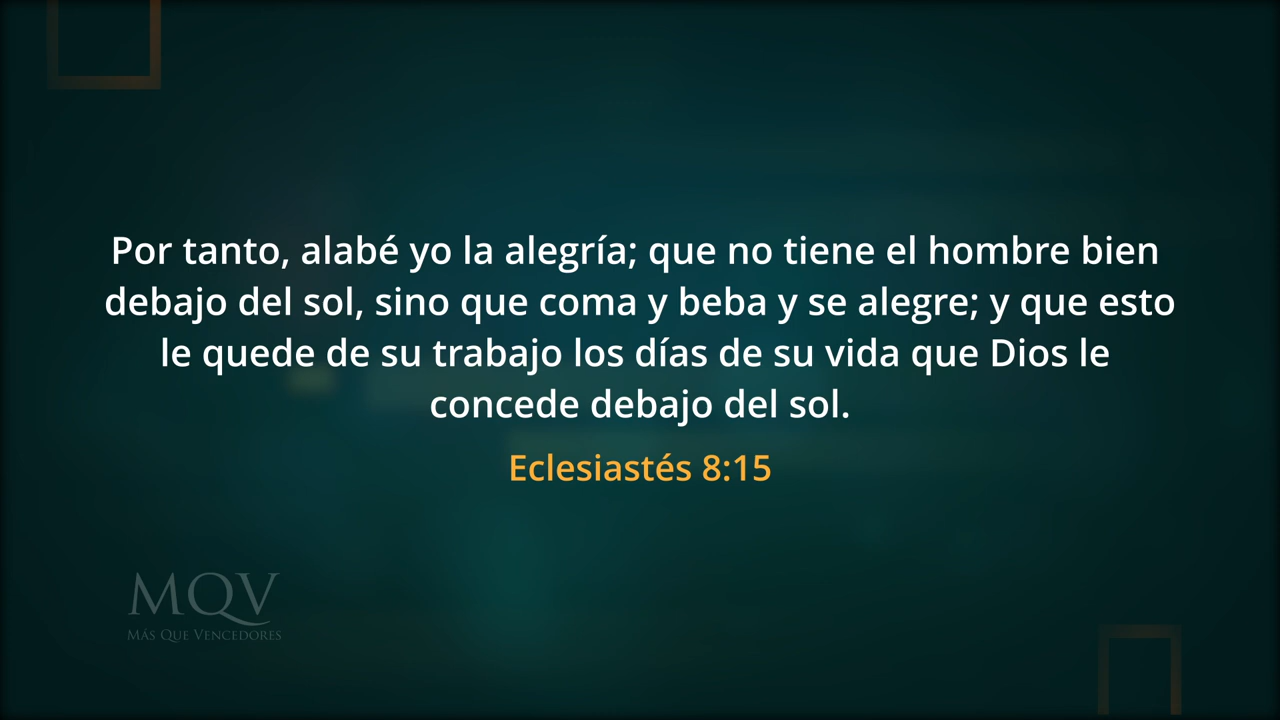 Por tanto, alabé yo la alegría; que no tiene el hombre bien
debajo del sol, sino que coma y beba y se alegre; y que esto
le quede de su trabajo los días de su vida que Dios le
concede debajo del sol.
Eclesiastés 8:15
MQV
MÁS QUE VENCEDORES